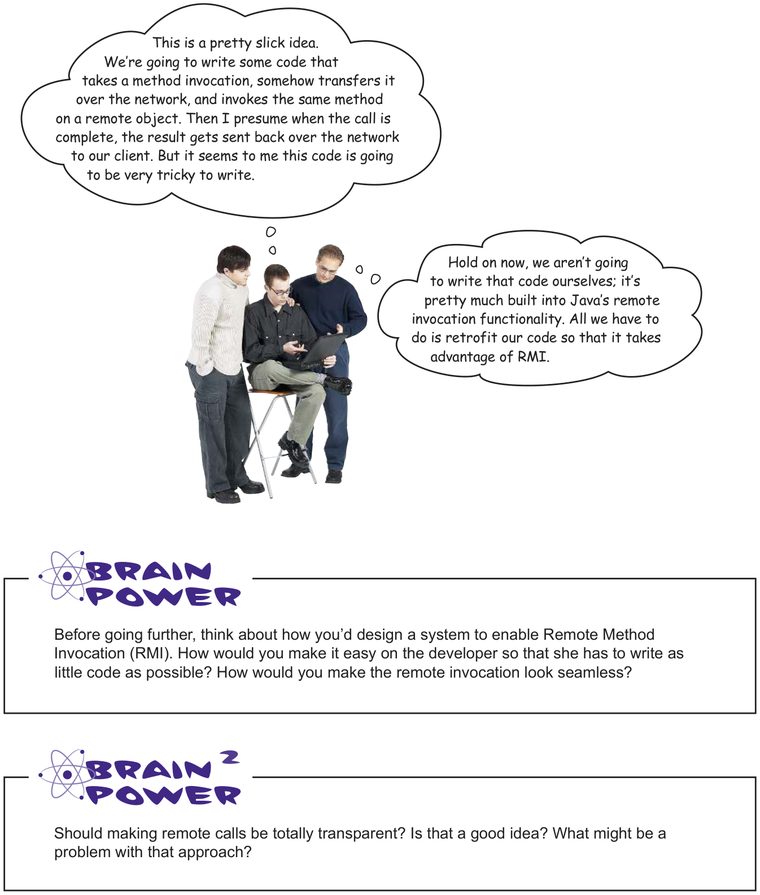 This is a pretty slick idea.
We're going to write some code that
takes a method invocation, somehow transfers it
over the network, and invokes the same method
on a remote object. Then I presume when the call is
complete, the result gets sent back over the network
to our client. But it seems to me this code is going
to be very tricky to write.
Hold on now, we aren't going
to write that code ourselves; it's
pretty much built into Java's remote
invocation functionality. All we have to
do is retrofit our code so that it takes
advantage of RMI.
BRAIN
POWER
Before going further, think about how you'd design a system to enable Remote Method
Invocation (RMI). How would you make it easy on the developer so that she has to write as
little code as possible? How would you make the remote invocation look seamless?
BRAIN 2
POWER
Should making remote calls be totally transparent? Is that a good idea? What might be a
problem with that approach?